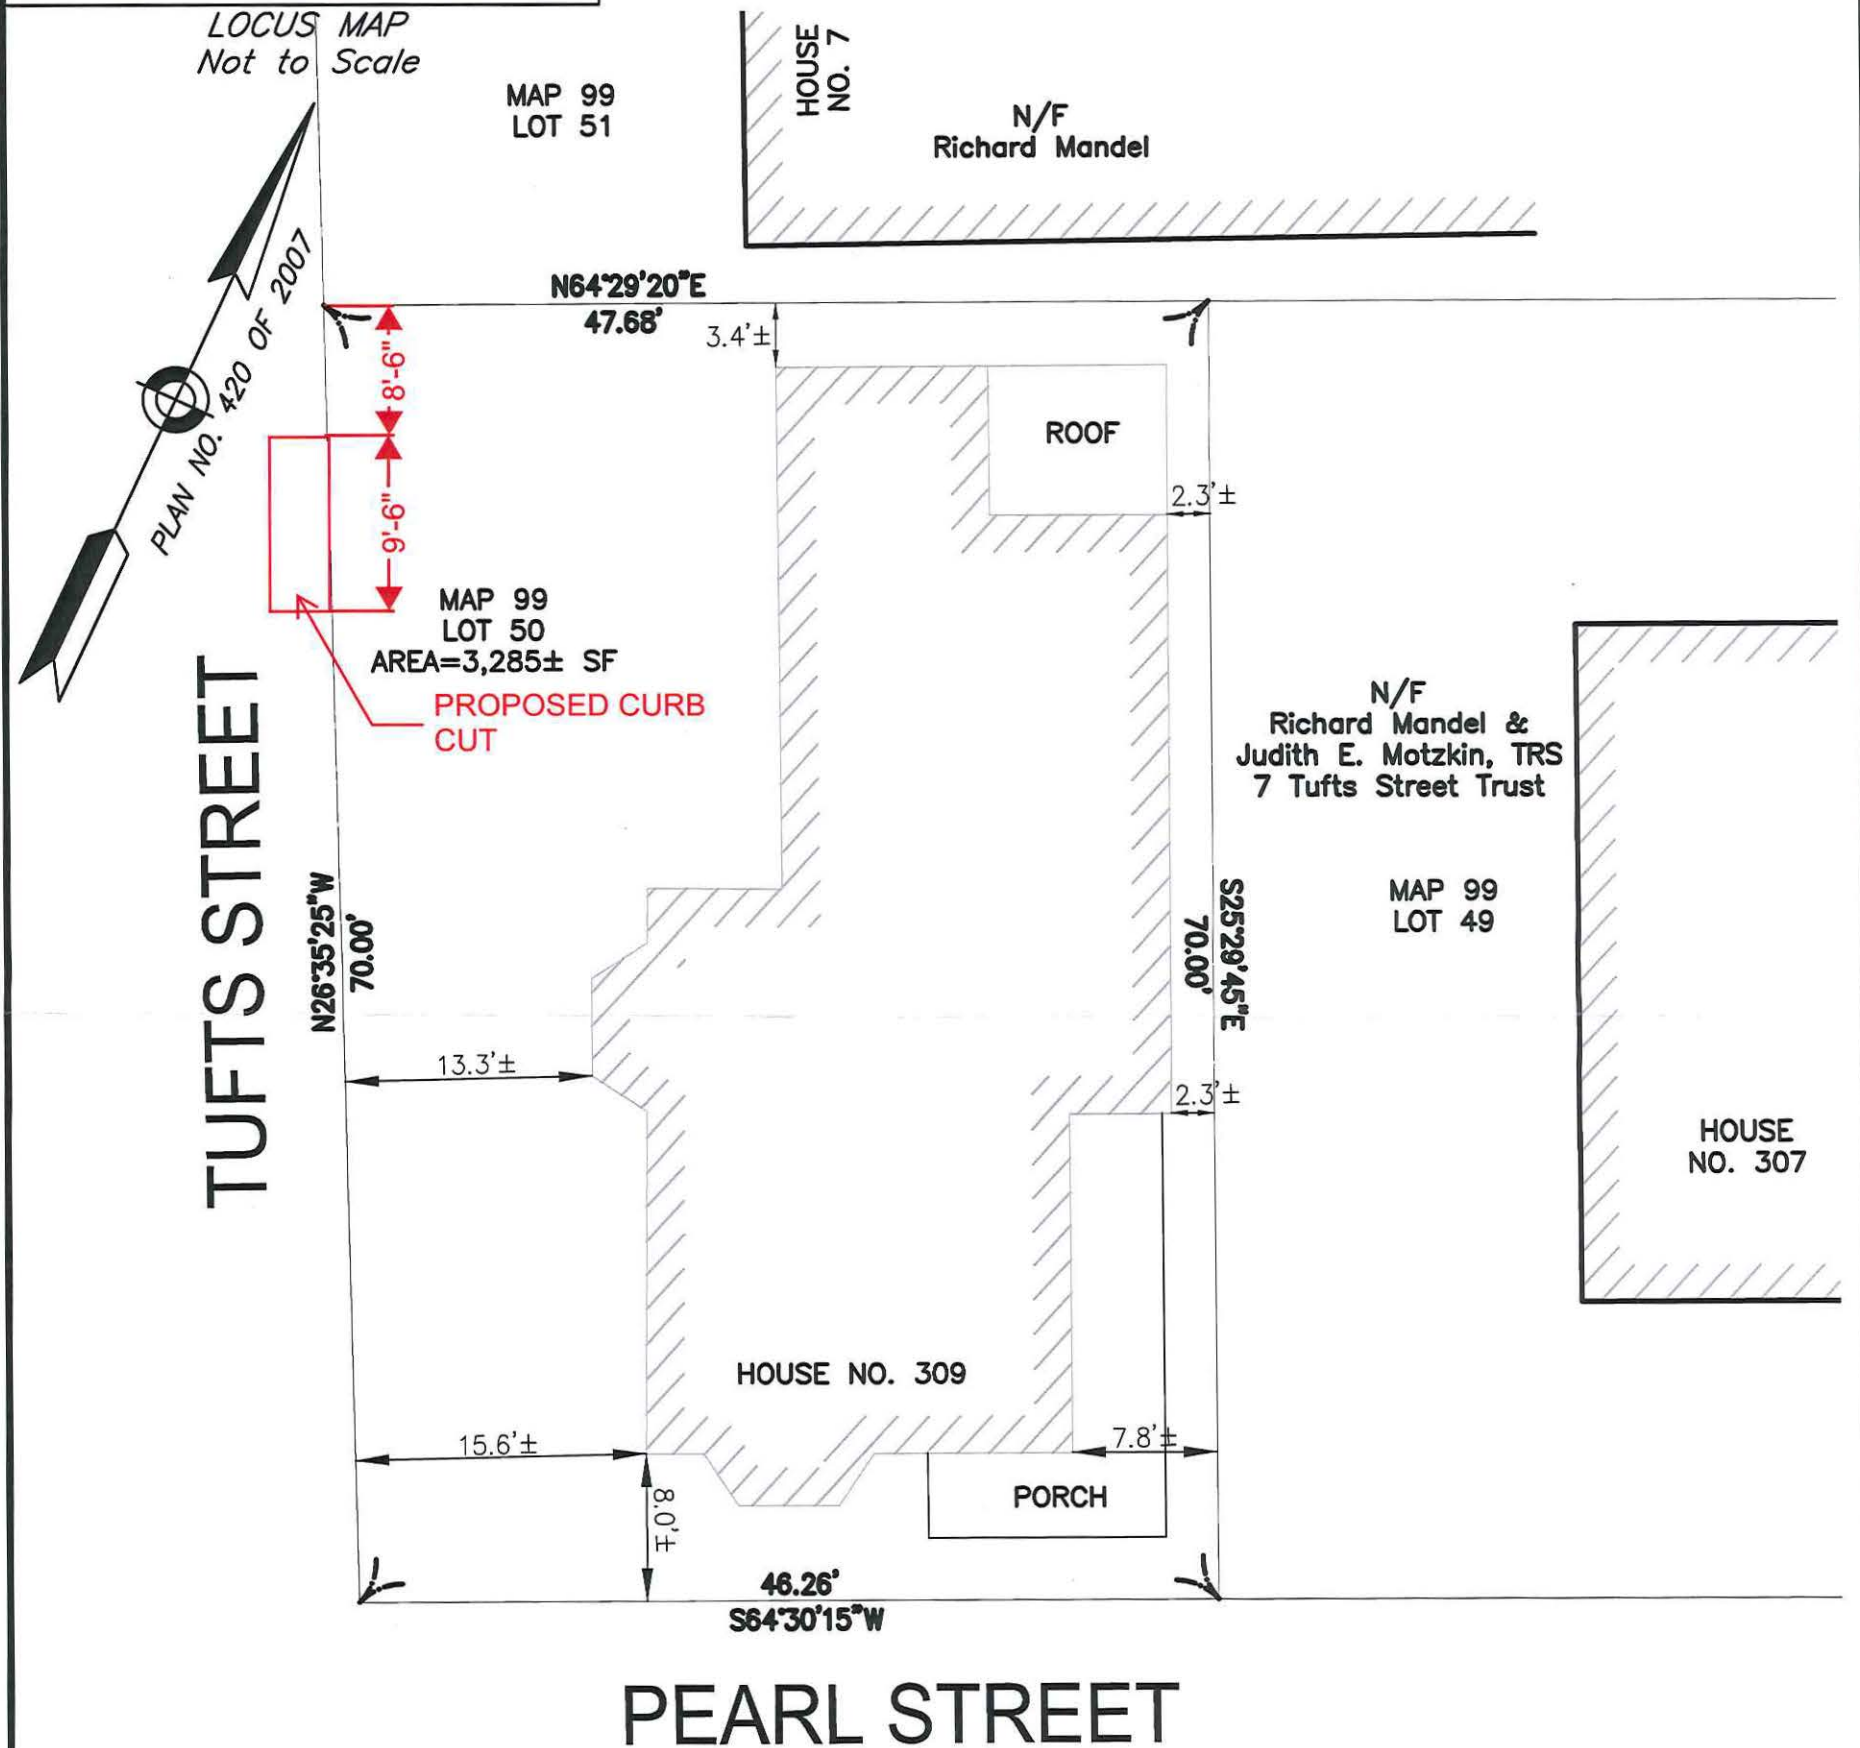 LOCUS MAP
Not to Scale
MAP 99
LOT 51
HOUSE
NO. 7
N/F
Richard Mandel
PLAN NO. 420 OF 2007
N64°29'20"E
47.68'
3.4'±
8'-6"
9'-6"
ROOF
2.3'±
MAP 99
LOT 50
AREA=3,285± SF
PROPOSED CURB
CUT
TUFTS STREET
N26°35'25"W
70.00'
N/F
Richard Mandel &
Judith E. Motzkin, TRS
7 Tufts Street Trust
MAP 99
LOT 49
S25°29'45"E
70.00'
13.3'±
2.3'±
HOUSE
NO. 307
HOUSE NO. 309
15.6'±
7.8'±
8.0'±
PORCH
46.26'
S64°30'15"W
PEARL STREET